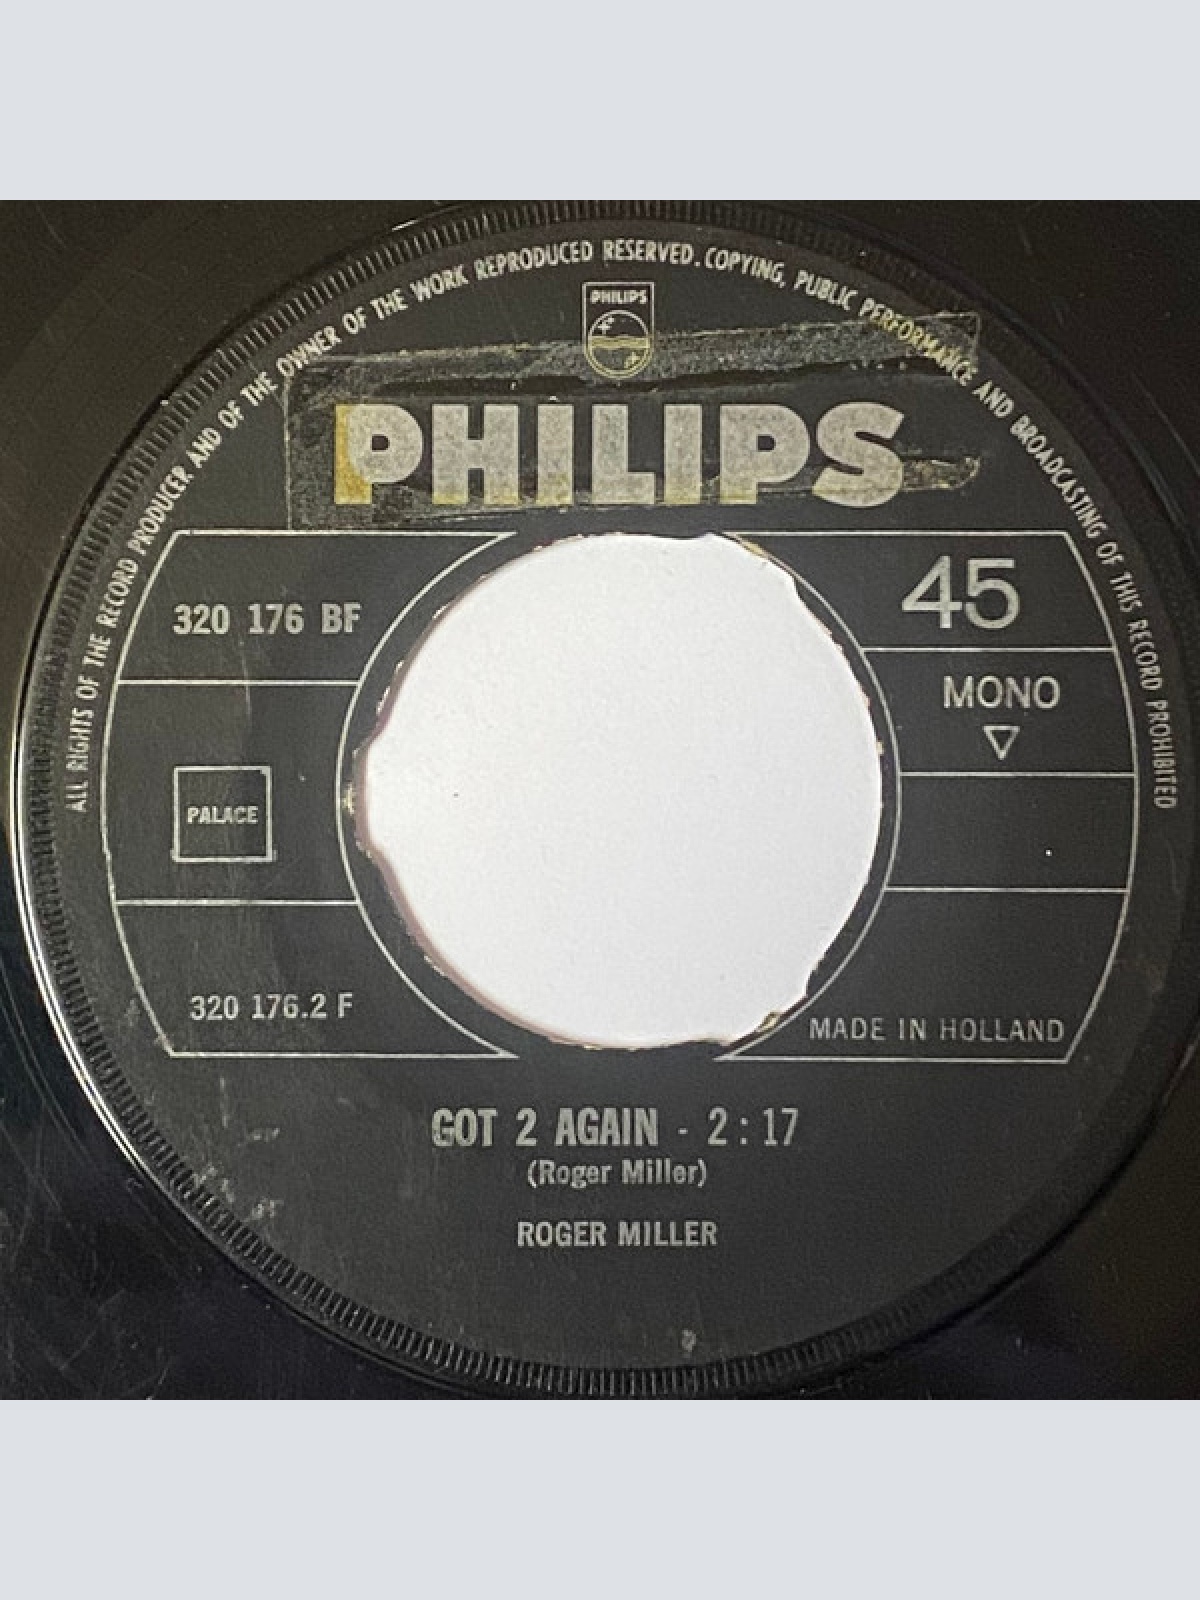 ALL RIGHTS OF THE RECORD PRODUCER AND OF THE OWNER OF THE WORK REPRODUCED RESERVED. COPYING, PUBLIC PERFORMANCE AND BROADCASTING OF THIS RECORD PROHIBITED
PHILIPS
PHILIPS
320 176 BF
45
MONO
PALACE
320 176.2 F
MADE IN HOLLAND
GOT 2 AGAIN - 2:17
(Roger Miller)
ROGER MILLER